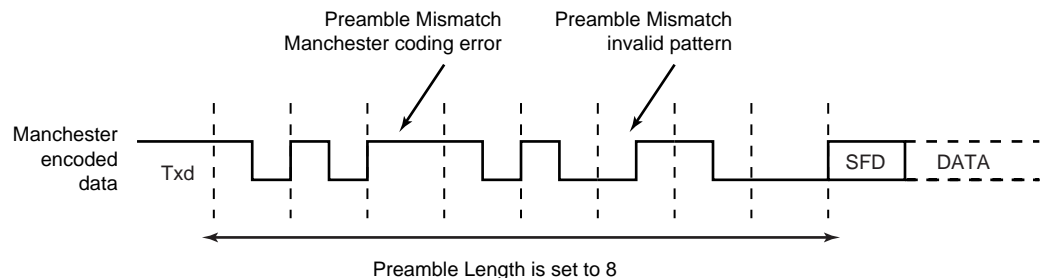 Preamble Mismatch
Manchester coding error
Preamble Mismatch
invalid pattern
Manchester
encoded
data
Txd
SFD
DATA
Preamble Length is set to 8